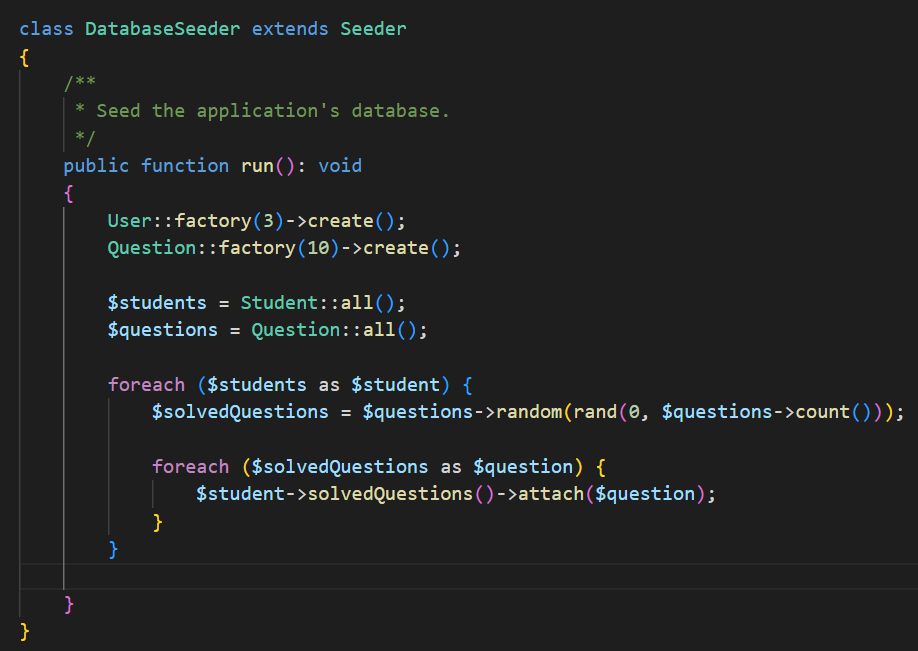 class DatabaseSeeder extends Seeder
{
    /**
     * Seed the application's database.
     */
    public function run(): void
    {
        User::factory(3)->create();
        Question::factory(10)->create();

        $students = Student::all();
        $questions = Question::all();

        foreach ($students as $student) {
            $solvedQuestions = $questions->random(rand(0, $questions->count()));

            foreach ($solvedQuestions as $question) {
                $student->solvedQuestions()->attach($question);
            }
        }

    }
}